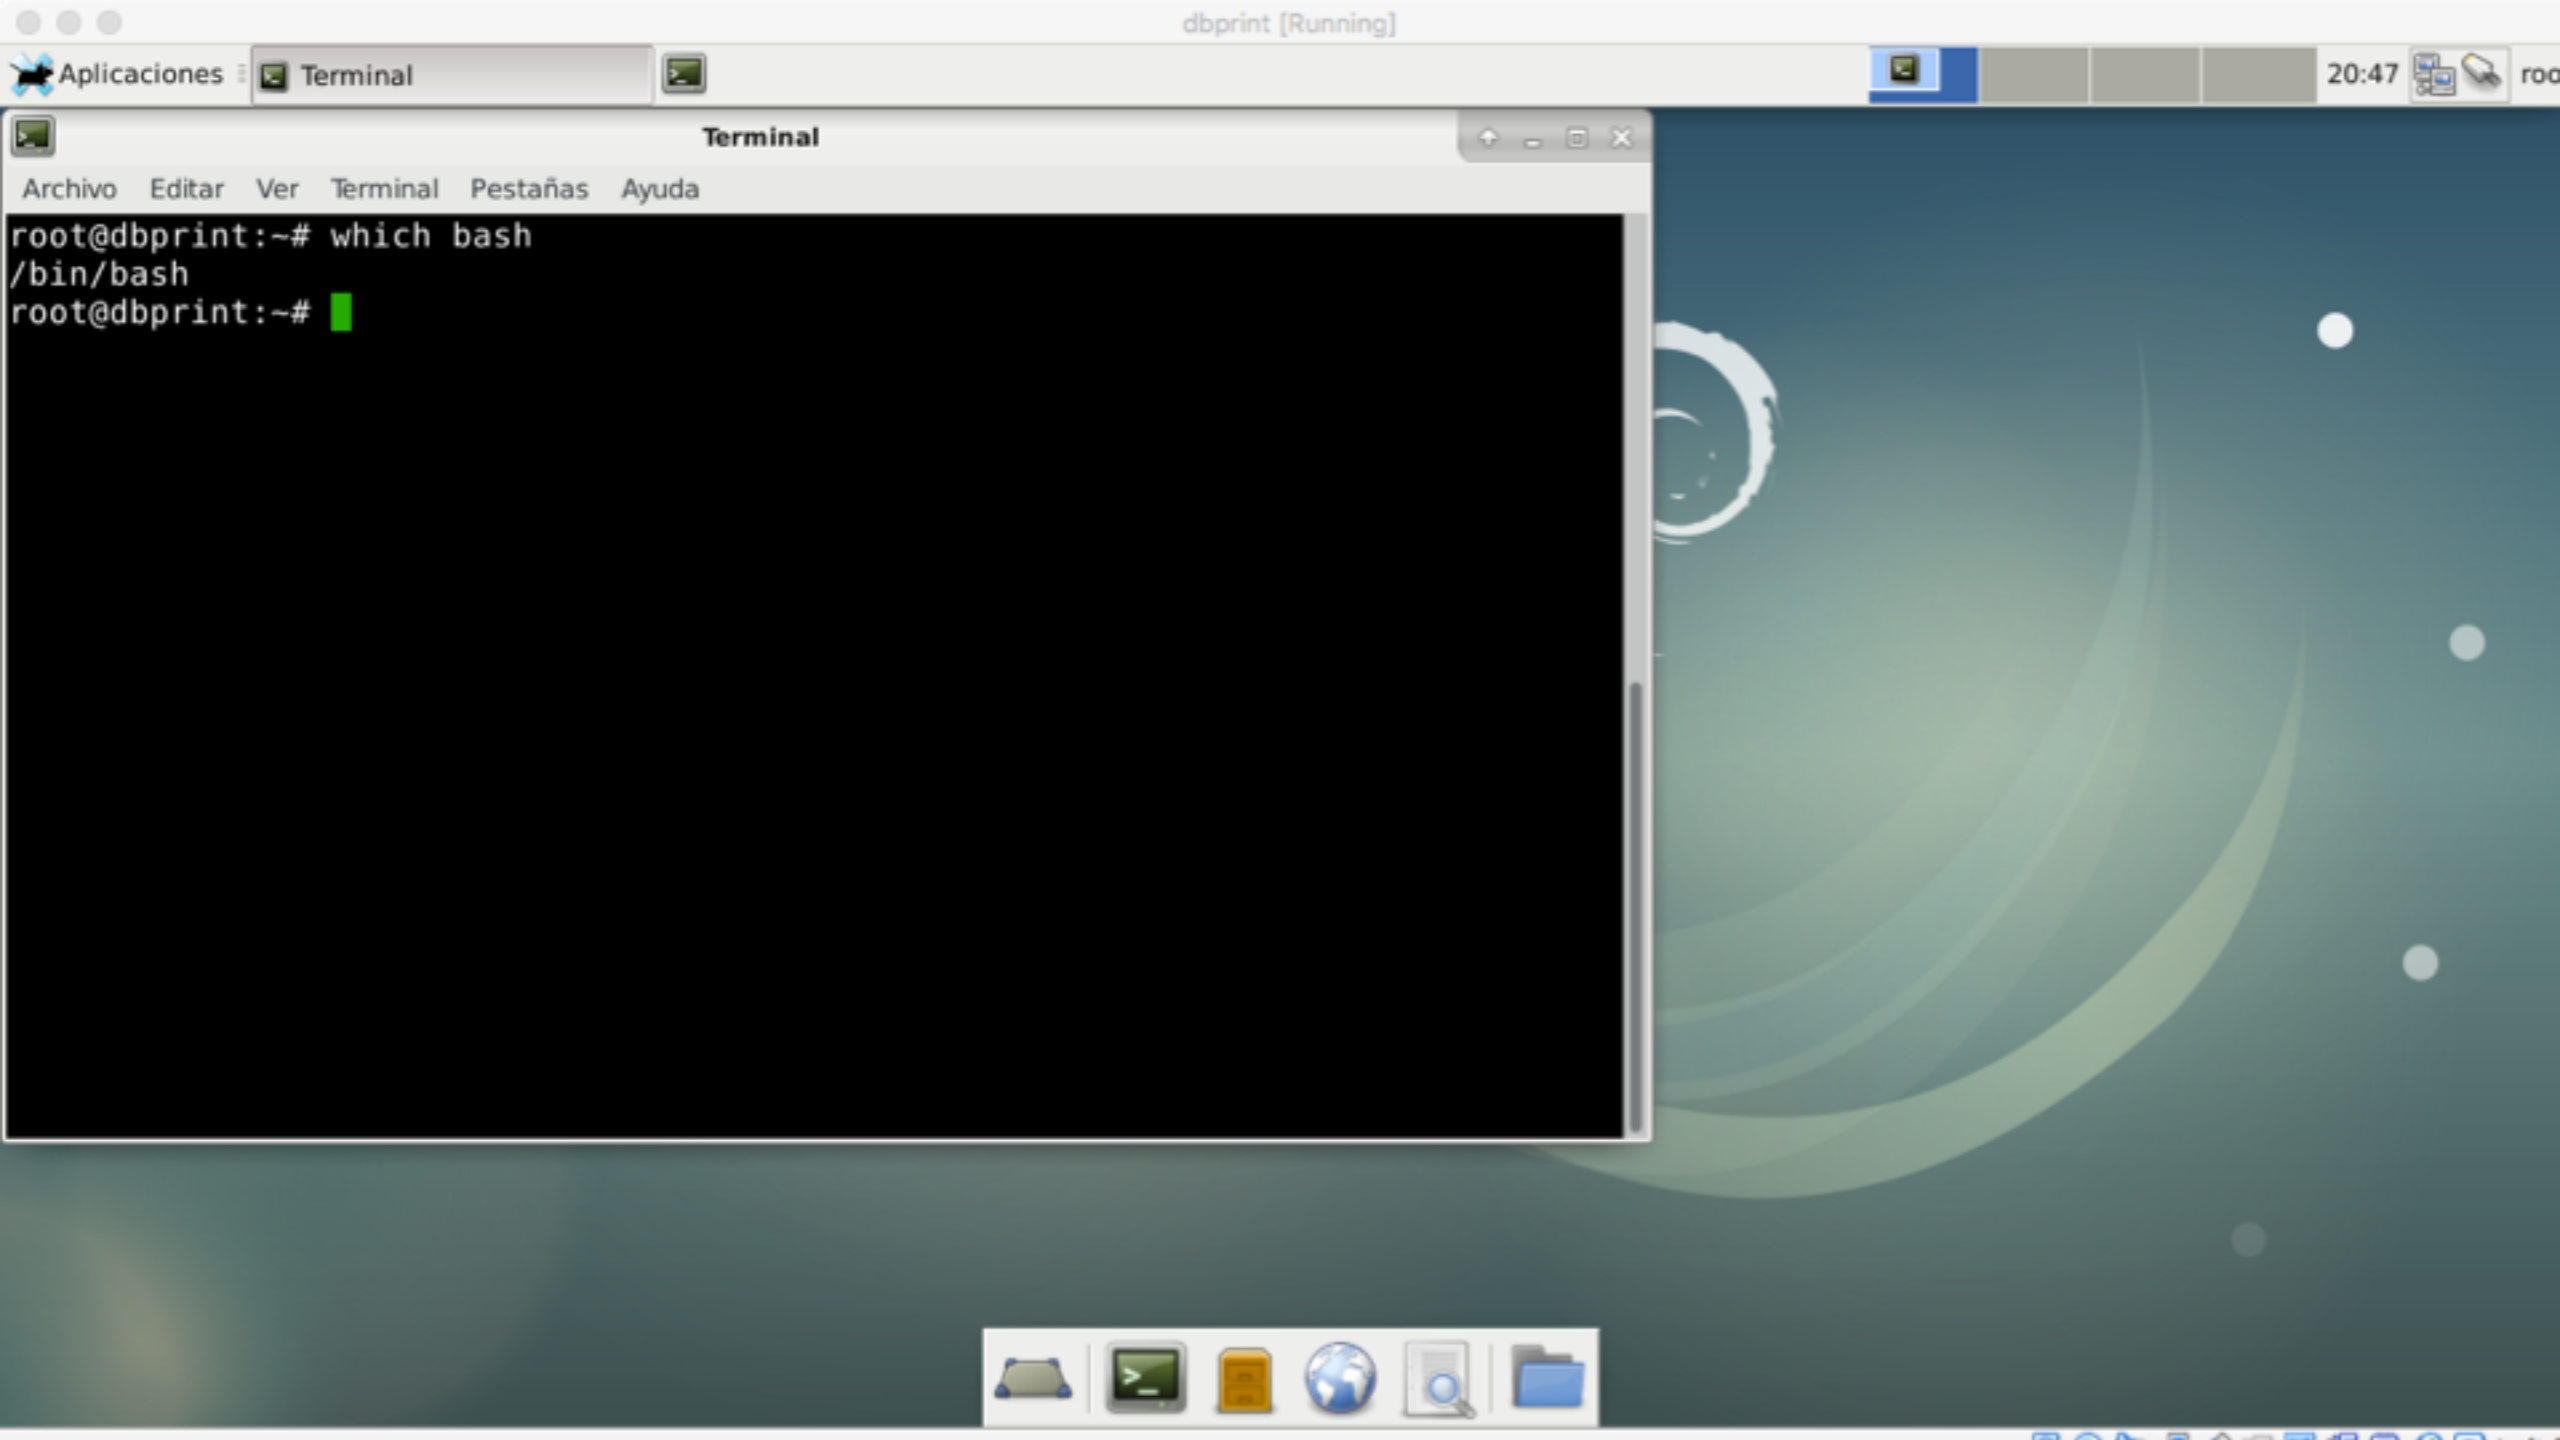 dbprint [Running]
Aplicaciones Terminal 20:47 roo
Terminal
Archivo Editar Ver Terminal Pestañas Ayuda
root@dbprint:~# which bash
/bin/bash
root@dbprint:~#